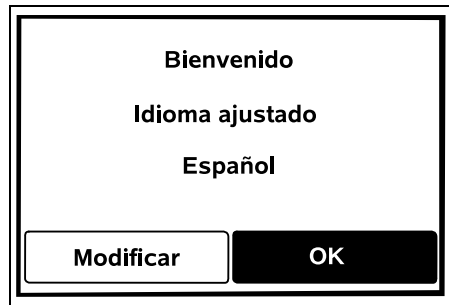 Bienvenido
Idioma ajustado
Español
Modificar
OK